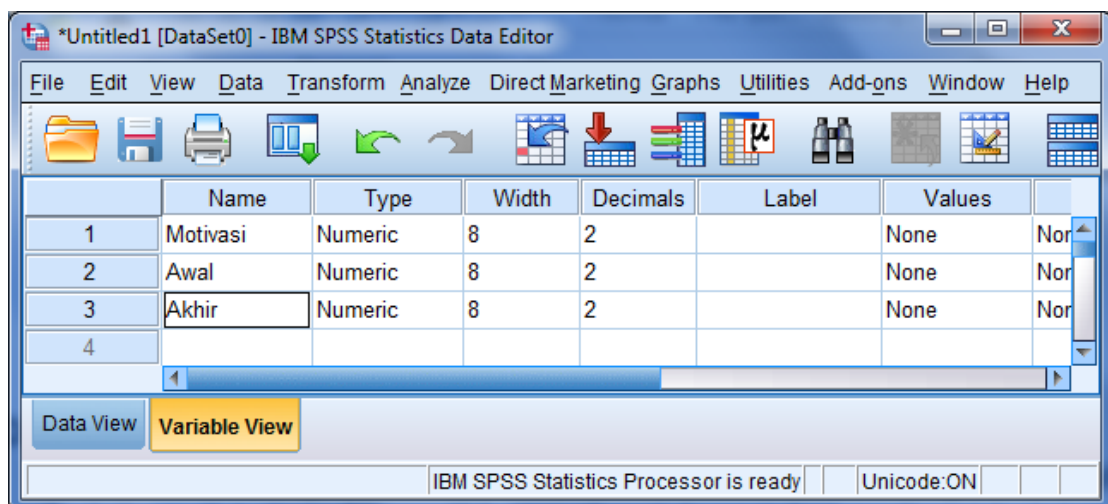 *Untitled1 [DataSet0] - IBM SPSS Statistics Data Editor
File Edit View Data Transform Analyze Direct Marketing Graphs Utilities Add-ons Window Help
Name Type Width Decimals Label Values
1 Motivasi Numeric 8 2 None Nor
2 Awal Numeric 8 2 None Nor
3 Akhir Numeric 8 2 None Nor
4
Data View Variable View
IBM SPSS Statistics Processor is ready Unicode:ON